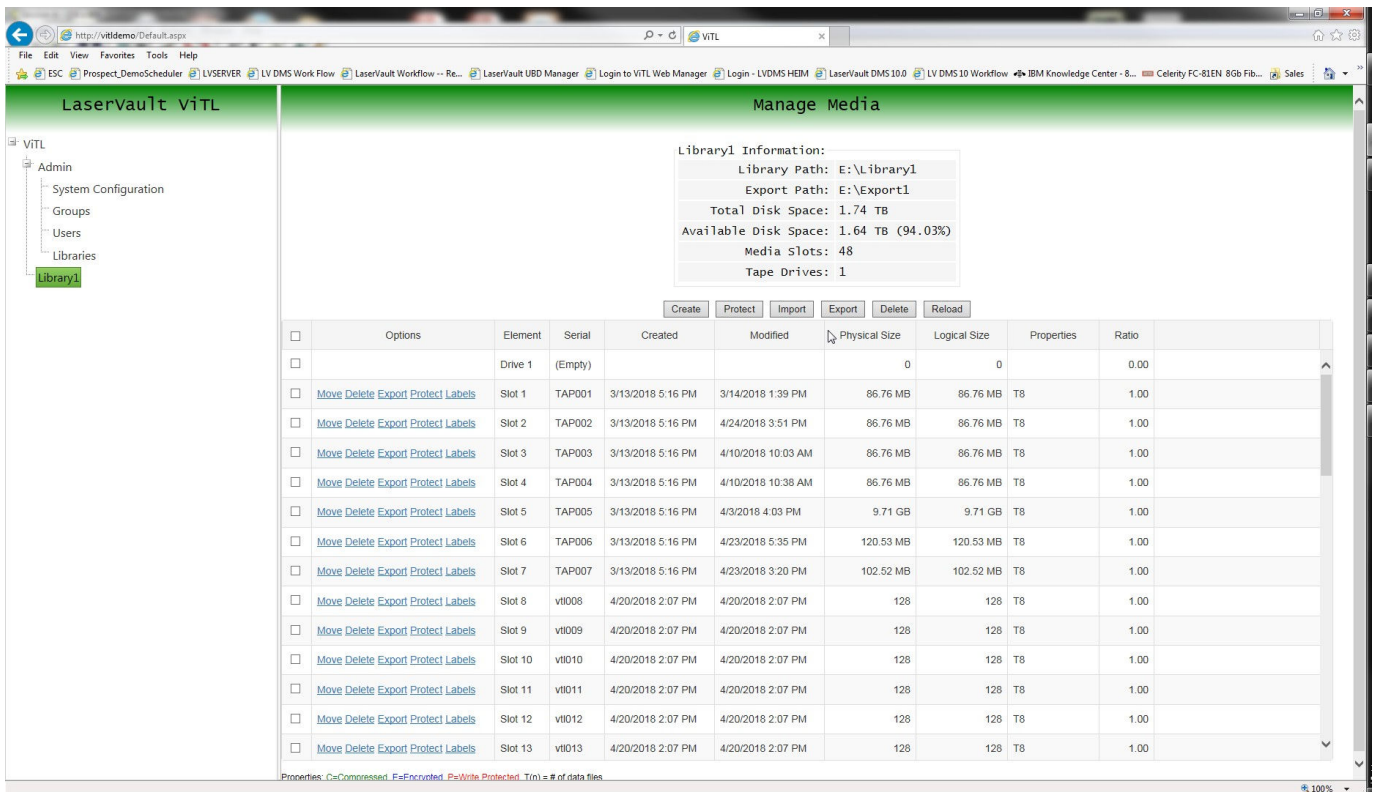 http://vitldemo/Default.aspx
ViTL
File Edit View Favorites Tools Help
ESC Prospect_DemoScheduler LVSERVER LV DMS Work Flow LaserVault Workflow -- Re... LaserVault UBD Manager Login to ViTL Web Manager Login - LVDMS HEIM LaserVault DMS 10.0 LV DMS 10 Workflow IBM Knowledge Center - 8... Celerity FC-81EN 8Gb Fib... Sales
LaserVault ViTL
Manage Media
ViTL
Admin
System Configuration
Groups
Users
Libraries
Library1
Library1 Information:
Library Path: E:\Library1
Export Path: E:\Export1
Total Disk Space: 1.74 TB
Available Disk Space: 1.64 TB (94.03%)
Media Slots: 48
Tape Drives: 1
Create Protect Import Export Delete Reload
Options Element Serial Created Modified Physical Size Logical Size Properties Ratio
Drive 1 (Empty) 0 0 0.00
Move Delete Export Protect Labels Slot 1 TAP001 3/13/2018 5:16 PM 3/14/2018 1:39 PM 86.76 MB 86.76 MB T8 1.00
Move Delete Export Protect Labels Slot 2 TAP002 3/13/2018 5:16 PM 4/24/2018 3:51 PM 86.76 MB 86.76 MB T8 1.00
Move Delete Export Protect Labels Slot 3 TAP003 3/13/2018 5:16 PM 4/10/2018 10:03 AM 86.76 MB 86.76 MB T8 1.00
Move Delete Export Protect Labels Slot 4 TAP004 3/13/2018 5:16 PM 4/10/2018 10:38 AM 86.76 MB 86.76 MB T8 1.00
Move Delete Export Protect Labels Slot 5 TAP005 3/13/2018 5:16 PM 4/3/2018 4:03 PM 9.71 GB 9.71 GB T8 1.00
Move Delete Export Protect Labels Slot 6 TAP006 3/13/2018 5:16 PM 4/23/2018 5:35 PM 120.53 MB 120.53 MB T8 1.00
Move Delete Export Protect Labels Slot 7 TAP007 3/13/2018 5:16 PM 4/23/2018 3:20 PM 102.52 MB 102.52 MB T8 1.00
Move Delete Export Protect Labels Slot 8 vtl008 4/20/2018 2:07 PM 4/20/2018 2:07 PM 128 128 T8 1.00
Move Delete Export Protect Labels Slot 9 vtl009 4/20/2018 2:07 PM 4/20/2018 2:07 PM 128 128 T8 1.00
Move Delete Export Protect Labels Slot 10 vtl010 4/20/2018 2:07 PM 4/20/2018 2:07 PM 128 128 T8 1.00
Move Delete Export Protect Labels Slot 11 vtl011 4/20/2018 2:07 PM 4/20/2018 2:07 PM 128 128 T8 1.00
Move Delete Export Protect Labels Slot 12 vtl012 4/20/2018 2:07 PM 4/20/2018 2:07 PM 128 128 T8 1.00
Move Delete Export Protect Labels Slot 13 vtl013 4/20/2018 2:07 PM 4/20/2018 2:07 PM 128 128 T8 1.00
Properties: C=Compressed, E=Encrypted, P=Write Protected, T(n) = # of data files
100%